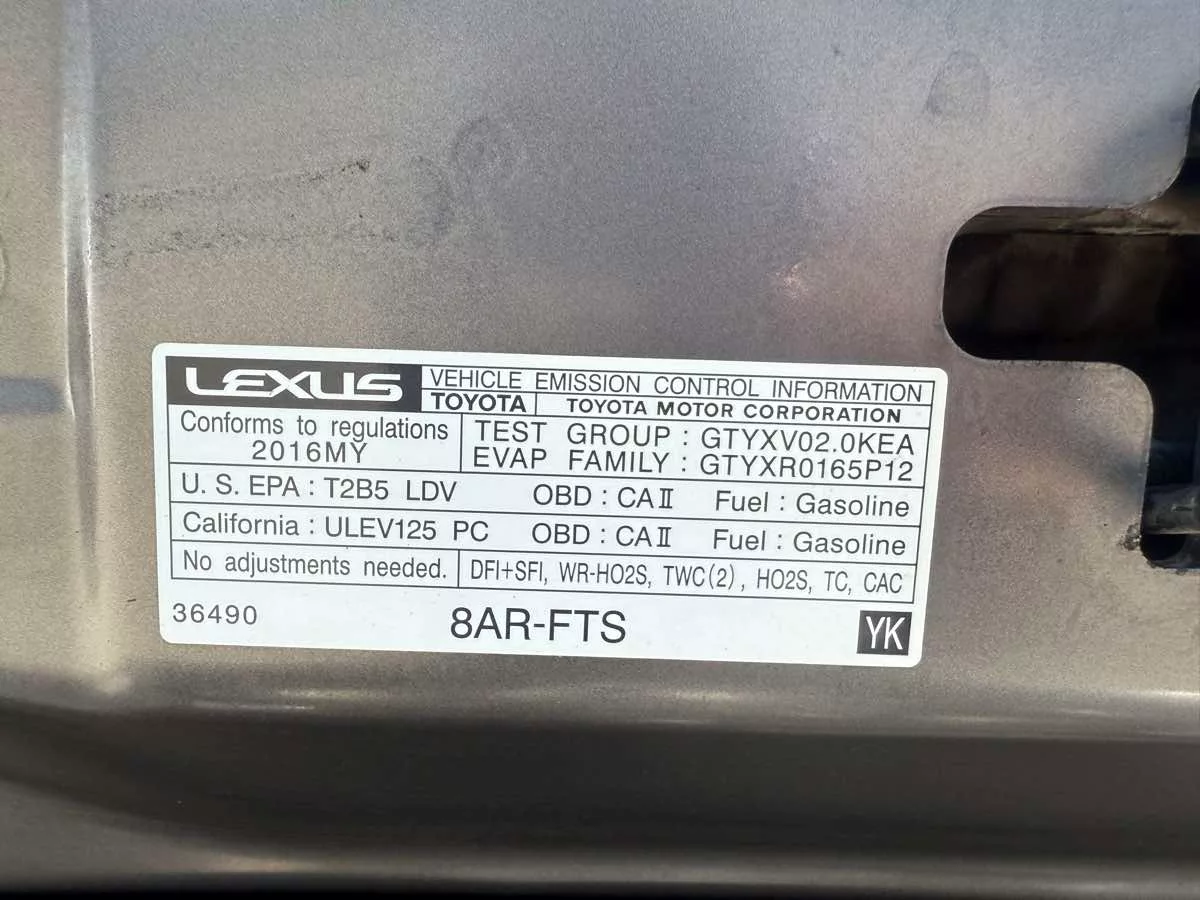 LEXUS VEHICLE EMISSION CONTROL INFORMATION
TOYOTA TOYOTA MOTOR CORPORATION
Conforms to regulations TEST GROUP : GTYXV02.0KEA
2016MY EVAP FAMILY : GTYXR0165P12
U. S. EPA : T2B5 LDV OBD : CAⅡ Fuel : Gasoline
California : ULEV125 PC OBD : CAⅡ Fuel : Gasoline
No adjustments needed. DFI+SFI, WR-HO2S, TWC(2), HO2S, TC, CAC
36490 8AR-FTS YK